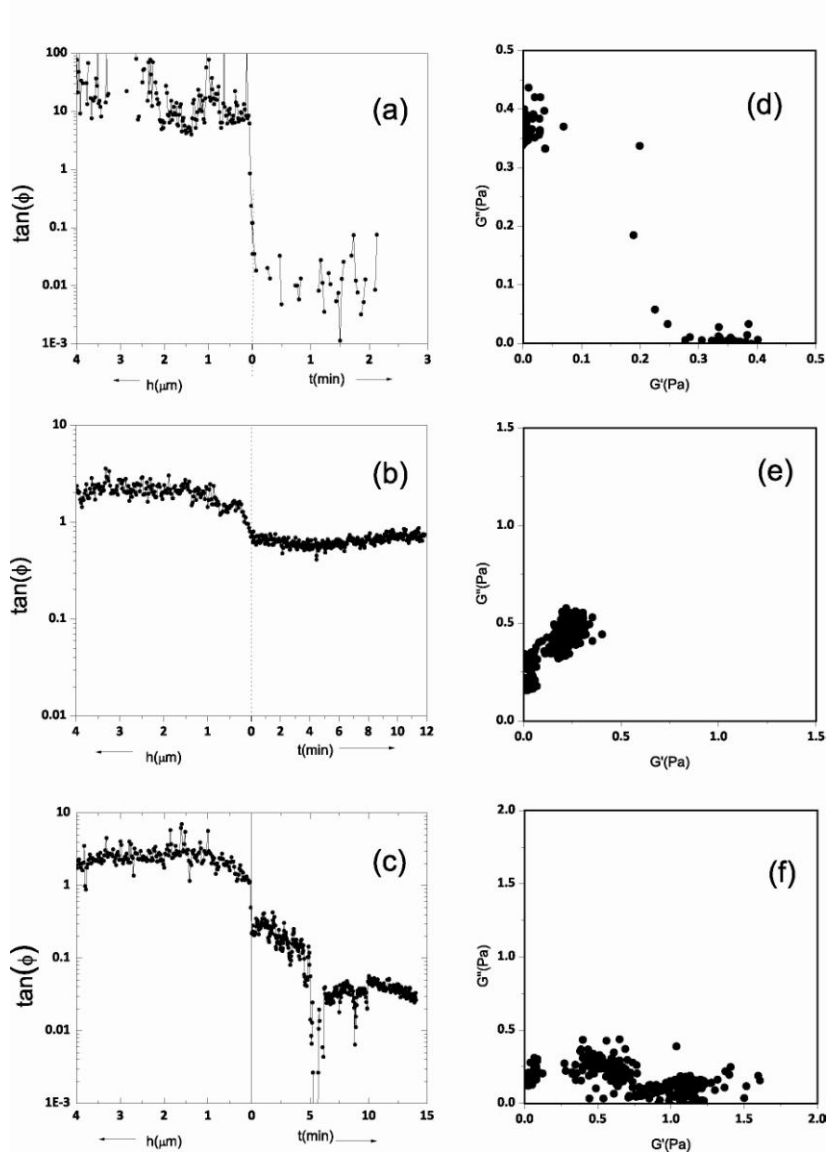 100
10
1
0.1
0.01
1E-3
tan(ϕ)
(a)
4 3 2 1 0 1 2 3
h(μm) t(min)
0.5
0.4
0.3
0.2
0.1
0.0
G''(Pa)
(d)
0.0 0.1 0.2 0.3 0.4 0.5
G'(Pa)
10
1
0.1
0.01
tan(ϕ)
(b)
4 3 2 1 0 2 4 6 8 10 12
h(μm) t(min)
1.5
1.0
0.5
0.0
G''(Pa)
(e)
0.0 0.5 1.0 1.5
G'(Pa)
10
1
0.1
0.01
1E-3
tan(ϕ)
(c)
4 3 2 1 0 5 10 15
h(μm) t(min)
2.0
1.5
1.0
0.5
0.0
G''(Pa)
(f)
0.0 0.5 1.0 1.5 2.0
G'(Pa)